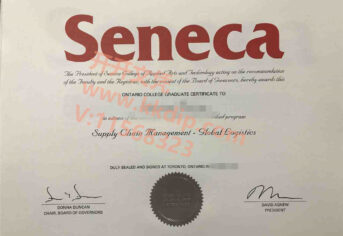 Seneca
The President of Seneca College of Applied Arts and Technology acting on the recommendation
of the Faculty and the Registrar, with the assent of the Board of Governors, hereby awards this
ONTARIO COLLEGE GRADUATE CERTIFICATE TO:
program
Supply Chain Management - Global Logistics
DULY SEALED AND SIGNED AT TORONTO, ONTARIO
DONNA DUNCAN
CHAIR, BOARD OF GOVERNORS
DAVID AGNEW
PRESIDENT